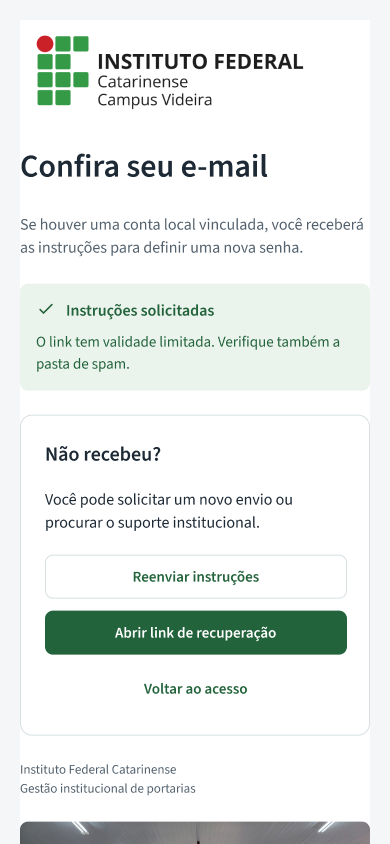 INSTITUTO FEDERAL
Catarinense
Campus Videira
Confira seu e-mail
Se houver uma conta local vinculada, você receberá
as instruções para definir uma nova senha.
Instruções solicitadas
O link tem validade limitada. Verifique também a
pasta de spam.
Não recebeu?
Você pode solicitar um novo envio ou
procurar o suporte institucional.
Reenviar instruções
Abrir link de recuperação
Voltar ao acesso
Instituto Federal Catarinense
Gestão institucional de portarias